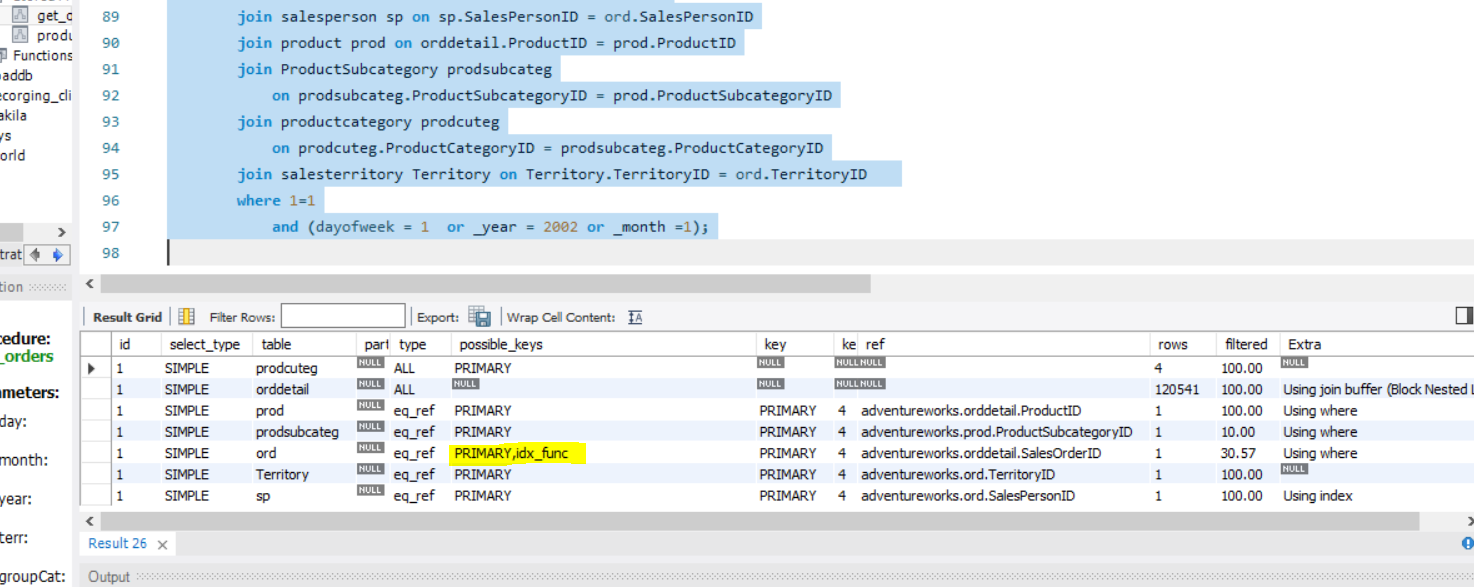 get_o
89 join salesperson sp on sp.SalesPersonID = ord.SalesPersonID
produ
90 join product prod on orddetail.ProductID = prod.ProductID
Functions
91 join ProductSubcategory prodsubcateg
addb
ecorging_cli
92 on prodsubcateg.ProductSubcategoryID = prod.ProductSubcategoryID
akila
93 join productcategory prodcuteg
ys
orld
94 on prodcuteg.ProductCategoryID = prodsubcateg.ProductCategoryID
95 join salesterritory Territory on Territory.TerritoryID = ord.TerritoryID
96 where 1=1
97 and (dayofweek = 1 or _year = 2002 or _month =1);
trat
98
tion
Result Grid Filter Rows: Export: Wrap Cell Content:
cedure:
_orders
ameters:
day:
month:
year:
terr:
groupCat:
id select_type table part type possible_keys key ke ref rows filtered Extra
1 SIMPLE prodcuteg NULL ALL PRIMARY NULL NULL NULL 4 100.00 NULL
1 SIMPLE orddetail NULL ALL NULL NULL NULL NULL 120541 100.00 Using join buffer (Block Nested L
1 SIMPLE prod NULL eq_ref PRIMARY PRIMARY 4 adventureworks.orddetail.ProductID 1 100.00 Using where
1 SIMPLE prodsubcateg NULL eq_ref PRIMARY PRIMARY 4 adventureworks.prod.ProductSubcategoryID 1 10.00 Using where
1 SIMPLE ord NULL eq_ref PRIMARY,idx_func PRIMARY 4 adventureworks.orddetail.SalesOrderID 1 30.57 Using where
1 SIMPLE Territory NULL eq_ref PRIMARY PRIMARY 4 adventureworks.ord.TerritoryID 1 100.00 NULL
1 SIMPLE sp NULL eq_ref PRIMARY PRIMARY 4 adventureworks.ord.SalesPersonID 1 100.00 Using index
Result 26
Output